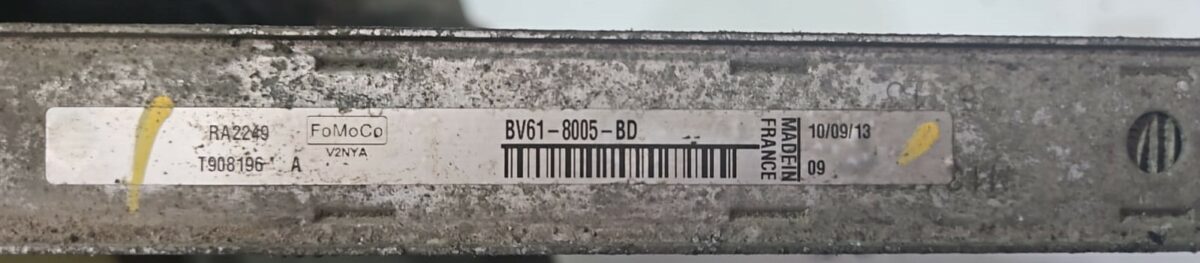 RA2249
T908196 A
FoMoCo
V2NYA
BV61-8005-BD
MADE IN
FRANCE
10/09/13
09